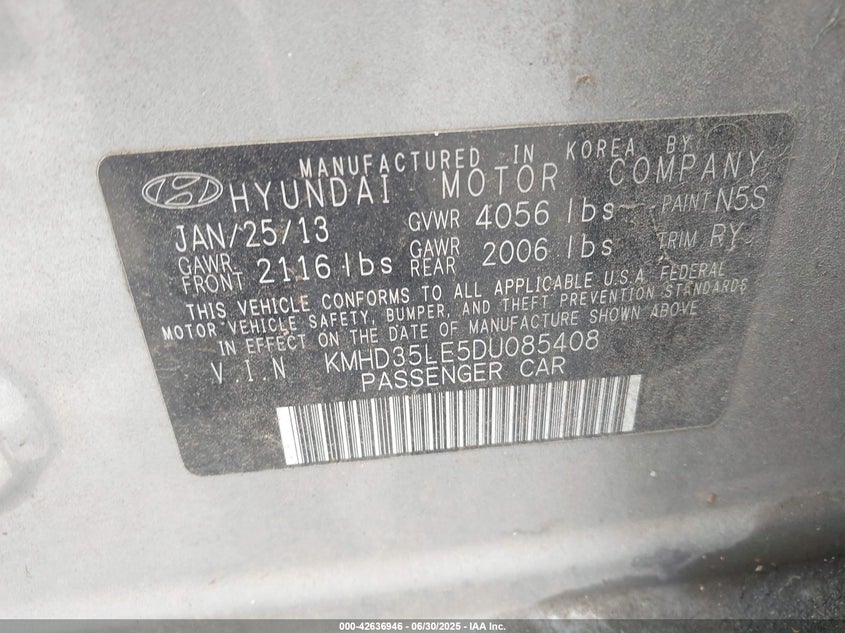 MANUFACTURED IN KOREA BY
HYUNDAI MOTOR COMPANY
JAN/25/13 GVWR 4056 lbs PAINT N5S
GAWR FRONT 2116 lbs GAWR REAR 2006 lbs TRIM RY
THIS VEHICLE CONFORMS TO ALL APPLICABLE U.S.A FEDERAL
MOTOR VEHICLE SAFETY, BUMPER, AND THEFT PREVENTION STANDARDS
IN EFFECT ON THE DATE OF MANUFACTURE SHOWN ABOVE
V.I.N KMHD35LE5DU085408
PASSENGER CAR
000-42636946 - 06/30/2025 - IAA Inc.